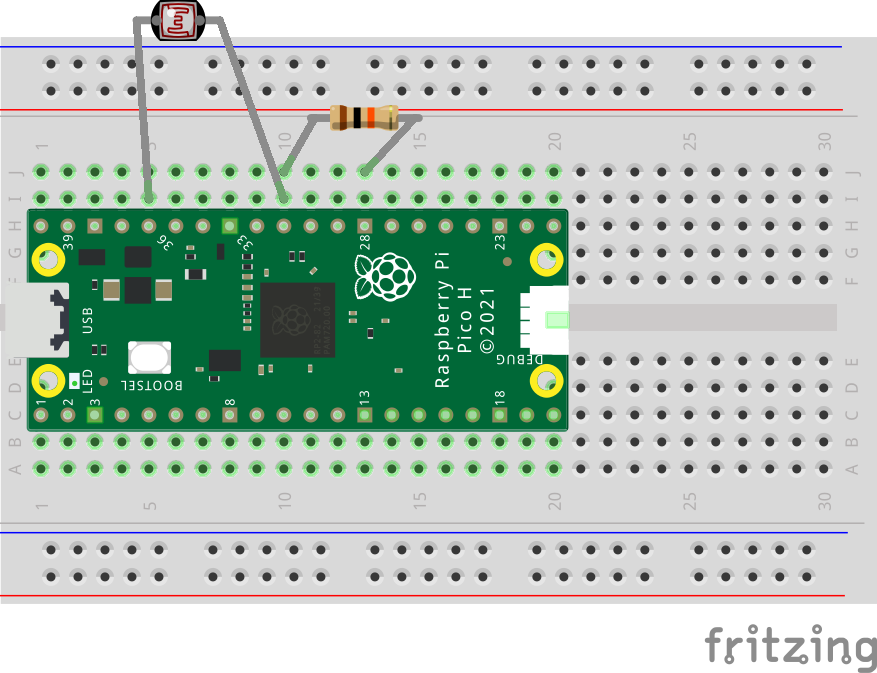 1 5 10 15 20 25 30
J J
I I
H H
G G
F F
39 36 33 28 23
Raspberry Pi
Pico H
©2021
USB
DEBUG
LED
BOOTSEL
1 2 3 8 13 18
E E
D D
C C
B B
A A
1 5 10 15 20 25 30
fritzing